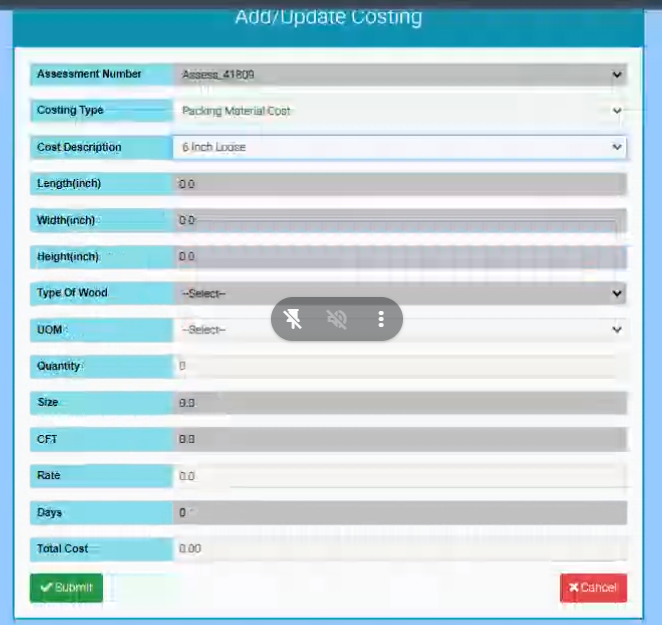 Add/Update Costing
Assessment Number Assess_41809
Costing Type Packing Material Cost
Cost Description 6 Inch Loose
Length(inch) 0.0
Width(inch) 0.0
Height(inch) 0.0
Type Of Wood --Select--
UOM --Select--
Quantity 0
Size 0.0
CFT 0.0
Rate 0.0
Days 0
Total Cost 0.00
Submit Cancel